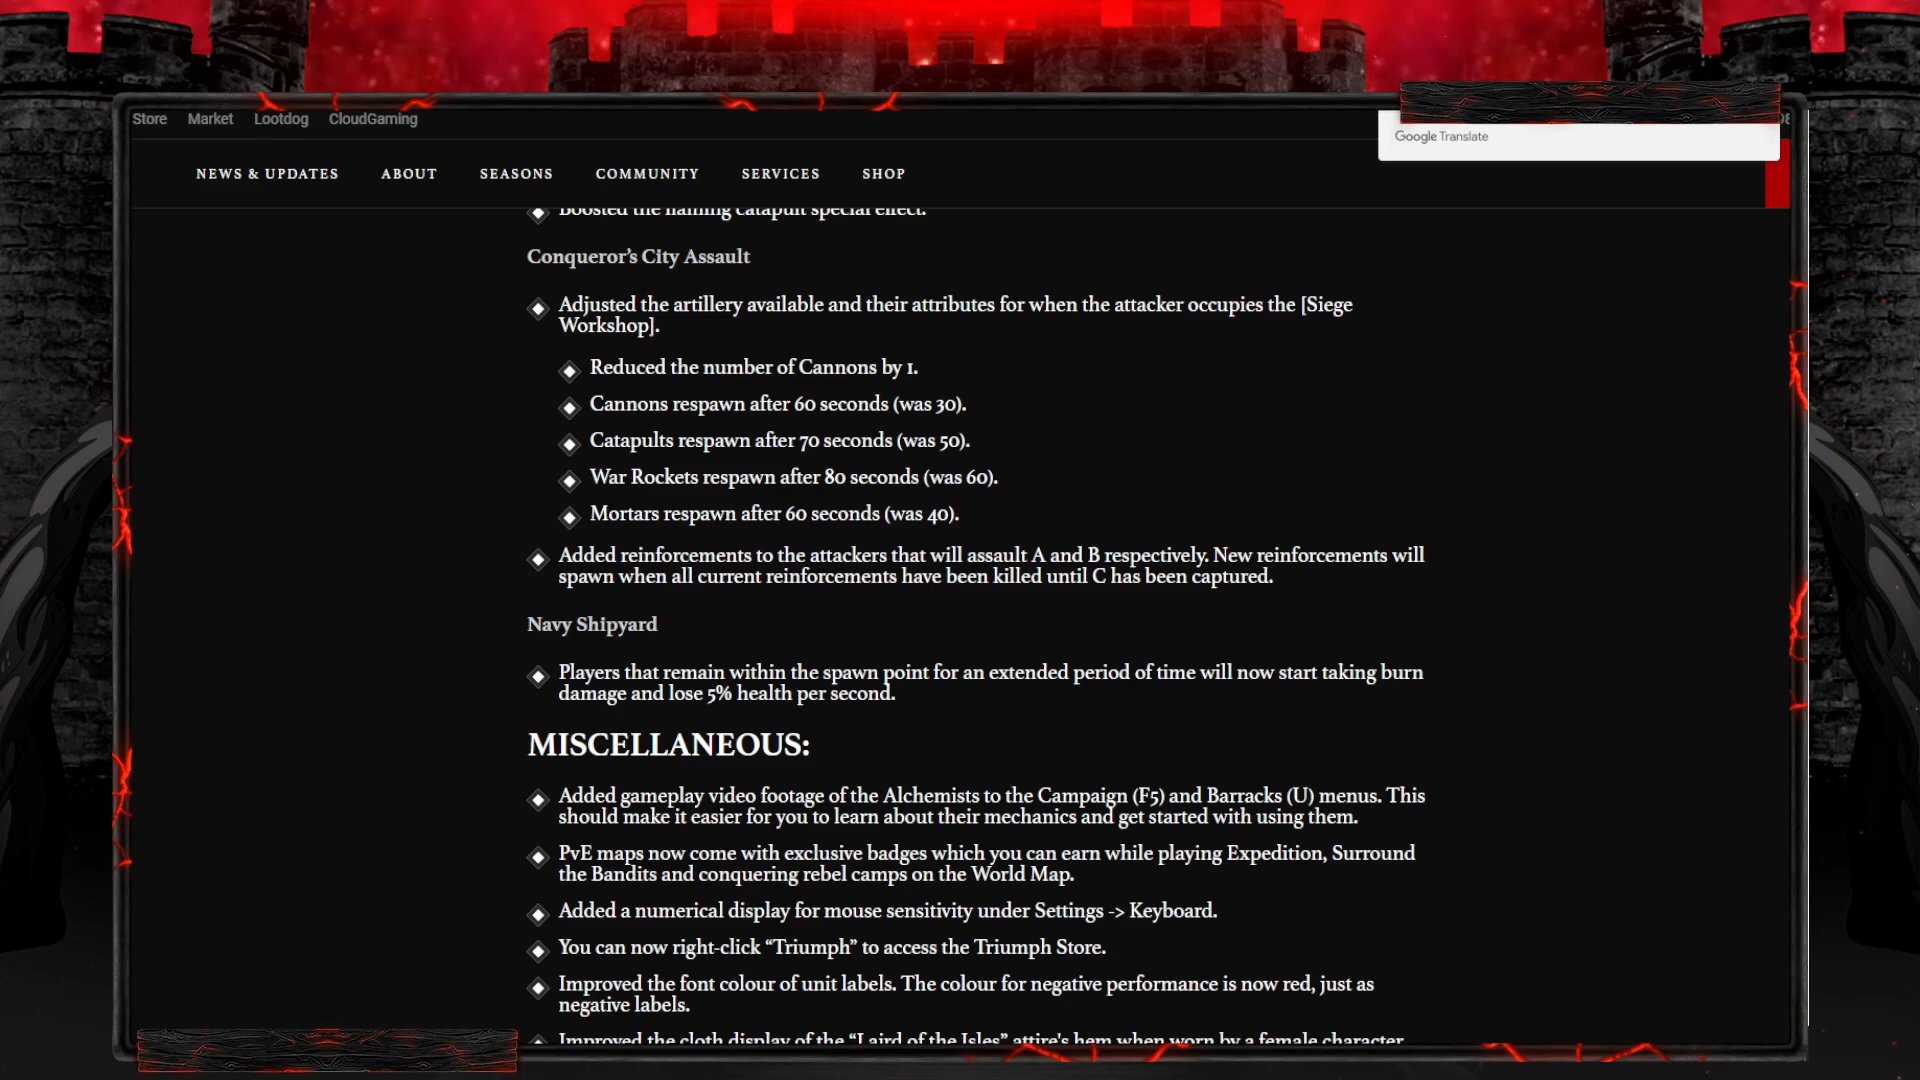 Store Market Lootdog CloudGaming
Google Translate
NEWS & UPDATES ABOUT SEASONS COMMUNITY SERVICES SHOP
Boosted the flaming catapult special effect.
Conqueror's City Assault
Adjusted the artillery available and their attributes for when the attacker occupies the [Siege
Workshop].
Reduced the number of Cannons by 1.
Cannons respawn after 60 seconds (was 30).
Catapults respawn after 70 seconds (was 50).
War Rockets respawn after 80 seconds (was 60).
Mortars respawn after 60 seconds (was 40).
Added reinforcements to the attackers that will assault A and B respectively. New reinforcements will
spawn when all current reinforcements have been killed until C has been captured.
Navy Shipyard
Players that remain within the spawn point for an extended period of time will now start taking burn
damage and lose 5% health per second.
MISCELLANEOUS:
Added gameplay video footage of the Alchemists to the Campaign (F5) and Barracks (U) menus. This
should make it easier for you to learn about their mechanics and get started with using them.
PvE maps now come with exclusive badges which you can earn while playing Expedition, Surround
the Bandits and conquering rebel camps on the World Map.
Added a numerical display for mouse sensitivity under Settings -> Keyboard.
You can now right-click “Triumph” to access the Triumph Store.
Improved the font colour of unit labels. The colour for negative performance is now red, just as
negative labels.
Improved the cloth display of the “Laird of the Isles” attire's hem when worn by a female character